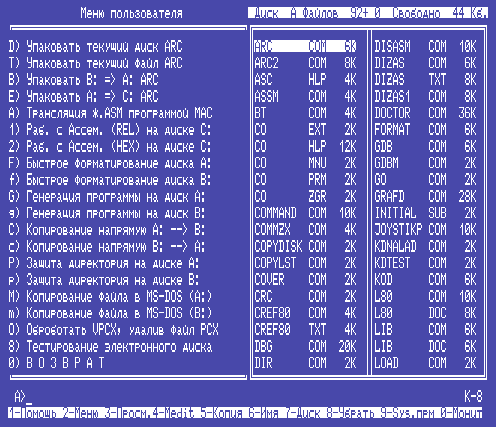 Меню пользователя Диск A Файлов 92+ 0 Свободно 44 Кб.
D) Упаковать текущий диск ARC ARC COM 6K DISASM COM 10K
T) Упаковать текущий файл ARC ARC2 COM 8K DIZAS COM 6K
B) Упаковать B: => A: ARC ASC HLP 4K DIZAS TXT 8K
E) Упаковать A: => C: ARC ASSM COM 4K DIZAS1 COM 8K
A) Трансляция Ж.ASM программой MAC BT COM 4K DOCTOR COM 36K
1) Раб. с Ассем. (REL) на диске C: CO EXT 2K FORMAT COM 6K
2) Раб. с Ассем. (HEX) на диске C: CO HLP 12K GDB COM 6K
F) Быстрое форматирование диска A: CO MNU 2K GDBM COM 2K
f) Быстрое форматирование диска B: CO PRM 2K GO COM 2K
G) Генерация программы на диск A: CO ZGR 2K GRAFD COM 28K
g) Генерация программы на диск B: COMMAND COM 10K INITIAL SUB 2K
C) Копирование напрямую A: --> B: COMMZX COM 4K JOYSTIKP COM 10K
c) Копирование напрямую B: --> A: COPYDISK COM 2K KDNALAD COM 2K
P) Зашита директория на диске A: COPYLST COM 2K KDTEST COM 2K
p) Зашита директория на диске B: COVER COM 2K KOD COM 6K
M) Копирование файла в MS-DOS (A:) CRC COM 2K L80 COM 10K
m) Копирование файла в MS-DOS (B:) CREF80 COM 4K L80 DOC 8K
O) Обработать VPCX, удалив файл PCX CREF80 TXT 4K LIB COM 6K
8) Тестирование электронного диска DBG COM 20K LIB DOC 6K
0) В О З В Р А Т DIR COM 2K LOAD COM 2K
A>_ K-8
1-Помощь 2-Меню 3-Просм.4-Medit 5-Копия 6-Имя 7-Диск 8-Убрать 9-Sys.прм 0-Монит